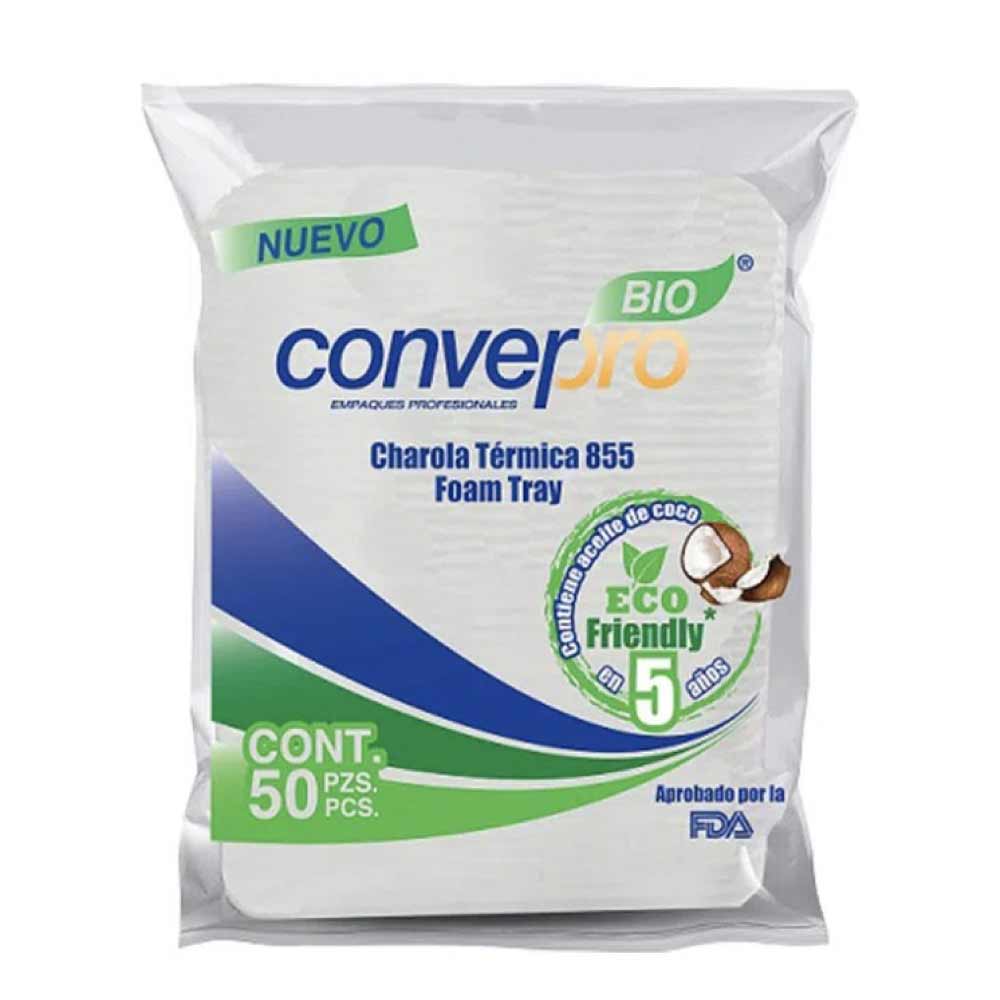 NUEVO
BIO
®
converpro
EMPAQUES PROFESIONALES
Charola Térmica 855
Foam Tray
Contiene aceite de coco
ECO
Friendly*
en 5 años
CONT.
50 PZS.
PCS.
Aprobado por la
FDA